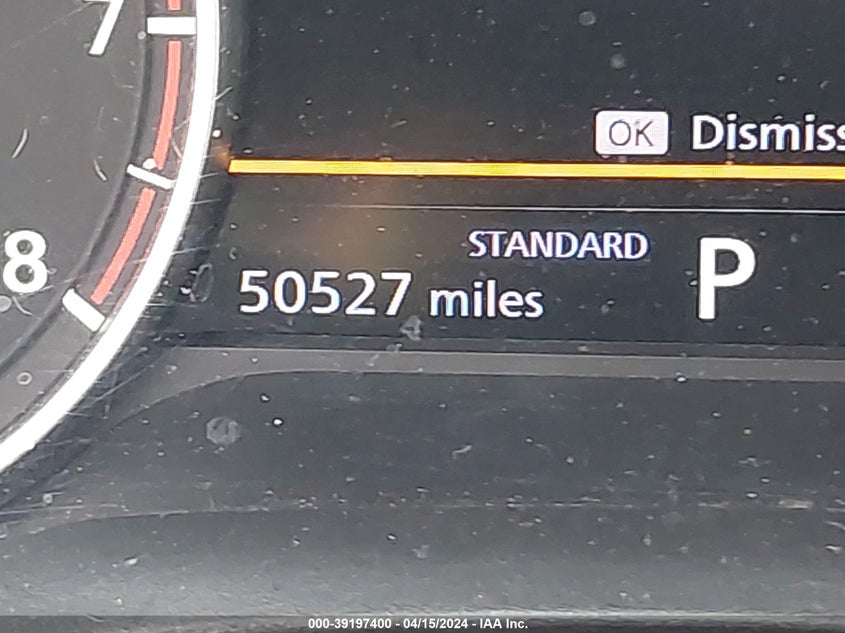 7
OK Dismiss
8
STANDARD
P
50527 miles
000-39197400 - 04/15/2024 - IAA Inc.